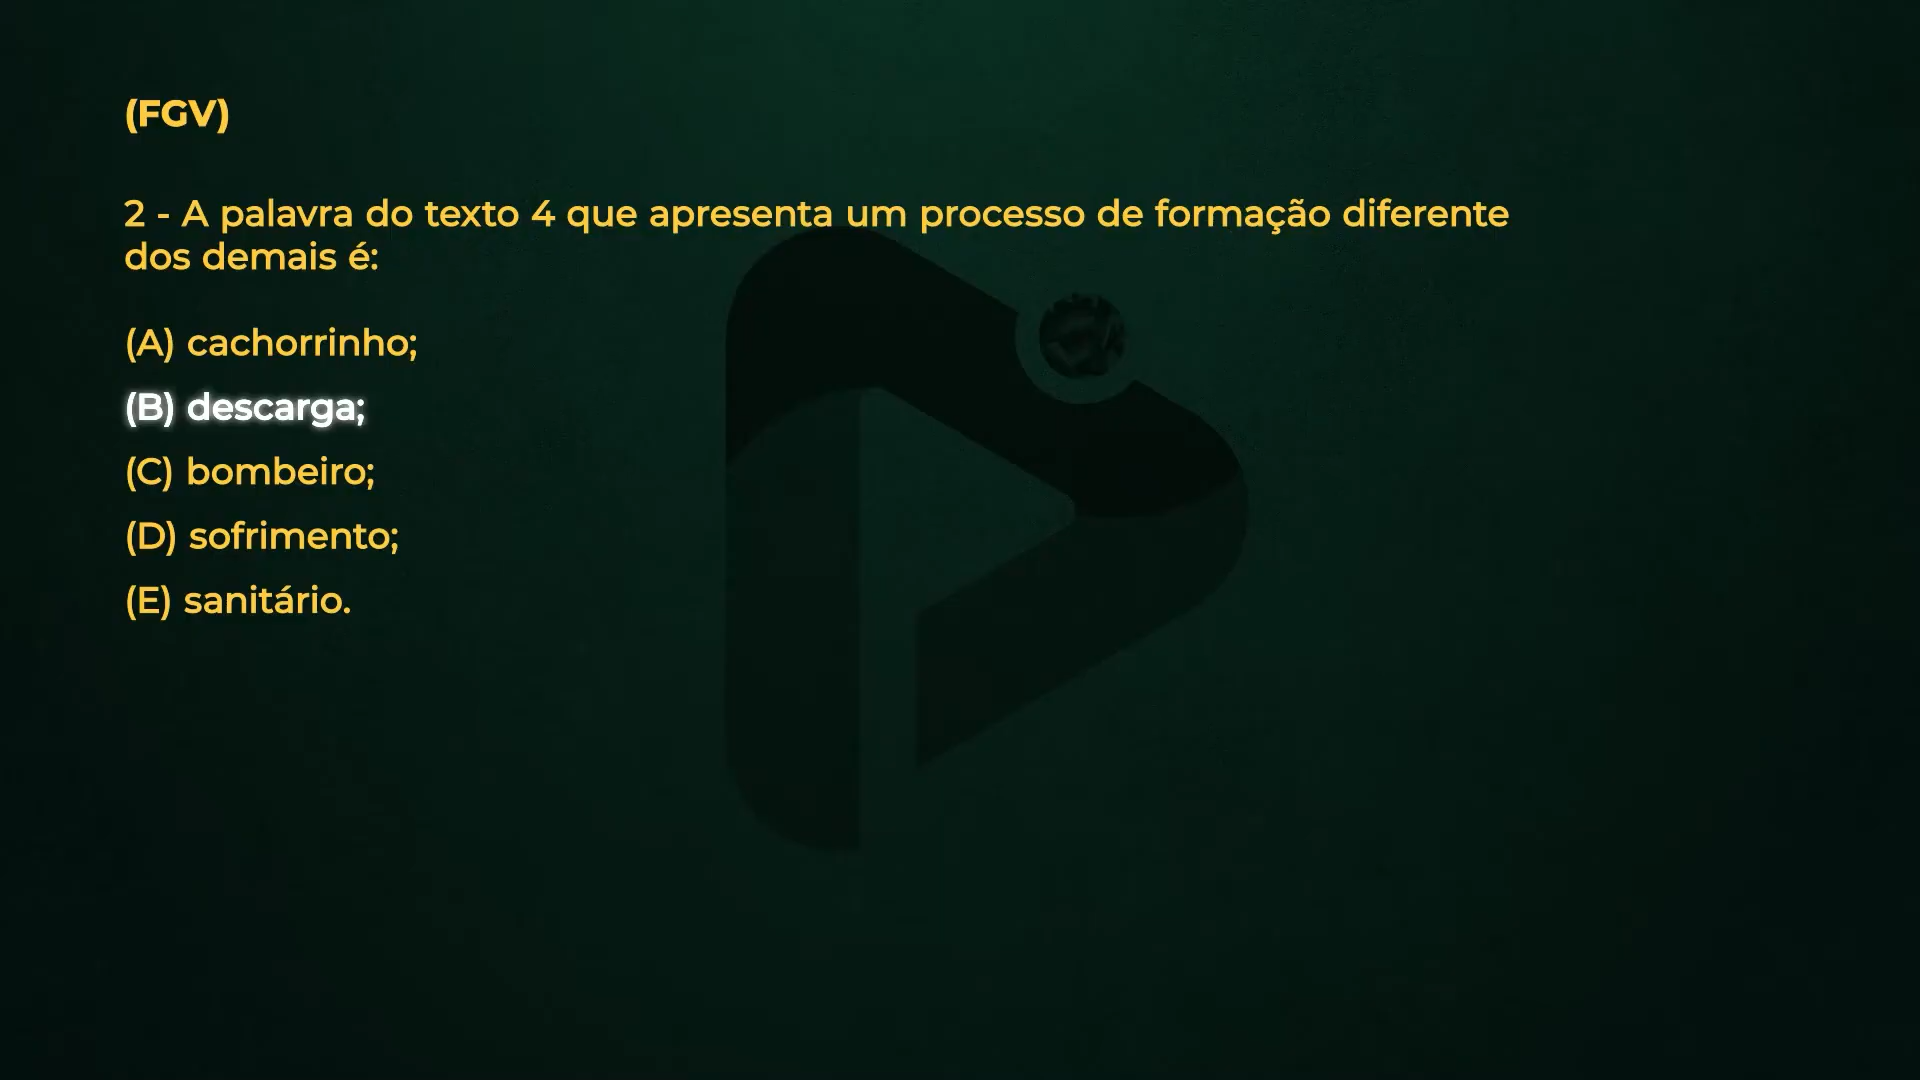 (FGV)
2 - A palavra do texto 4 que apresenta um processo de formação diferente
dos demais é:
(A) cachorrinho;
(B) descarga;
(C) bombeiro;
(D) sofrimento;
(E) sanitário.